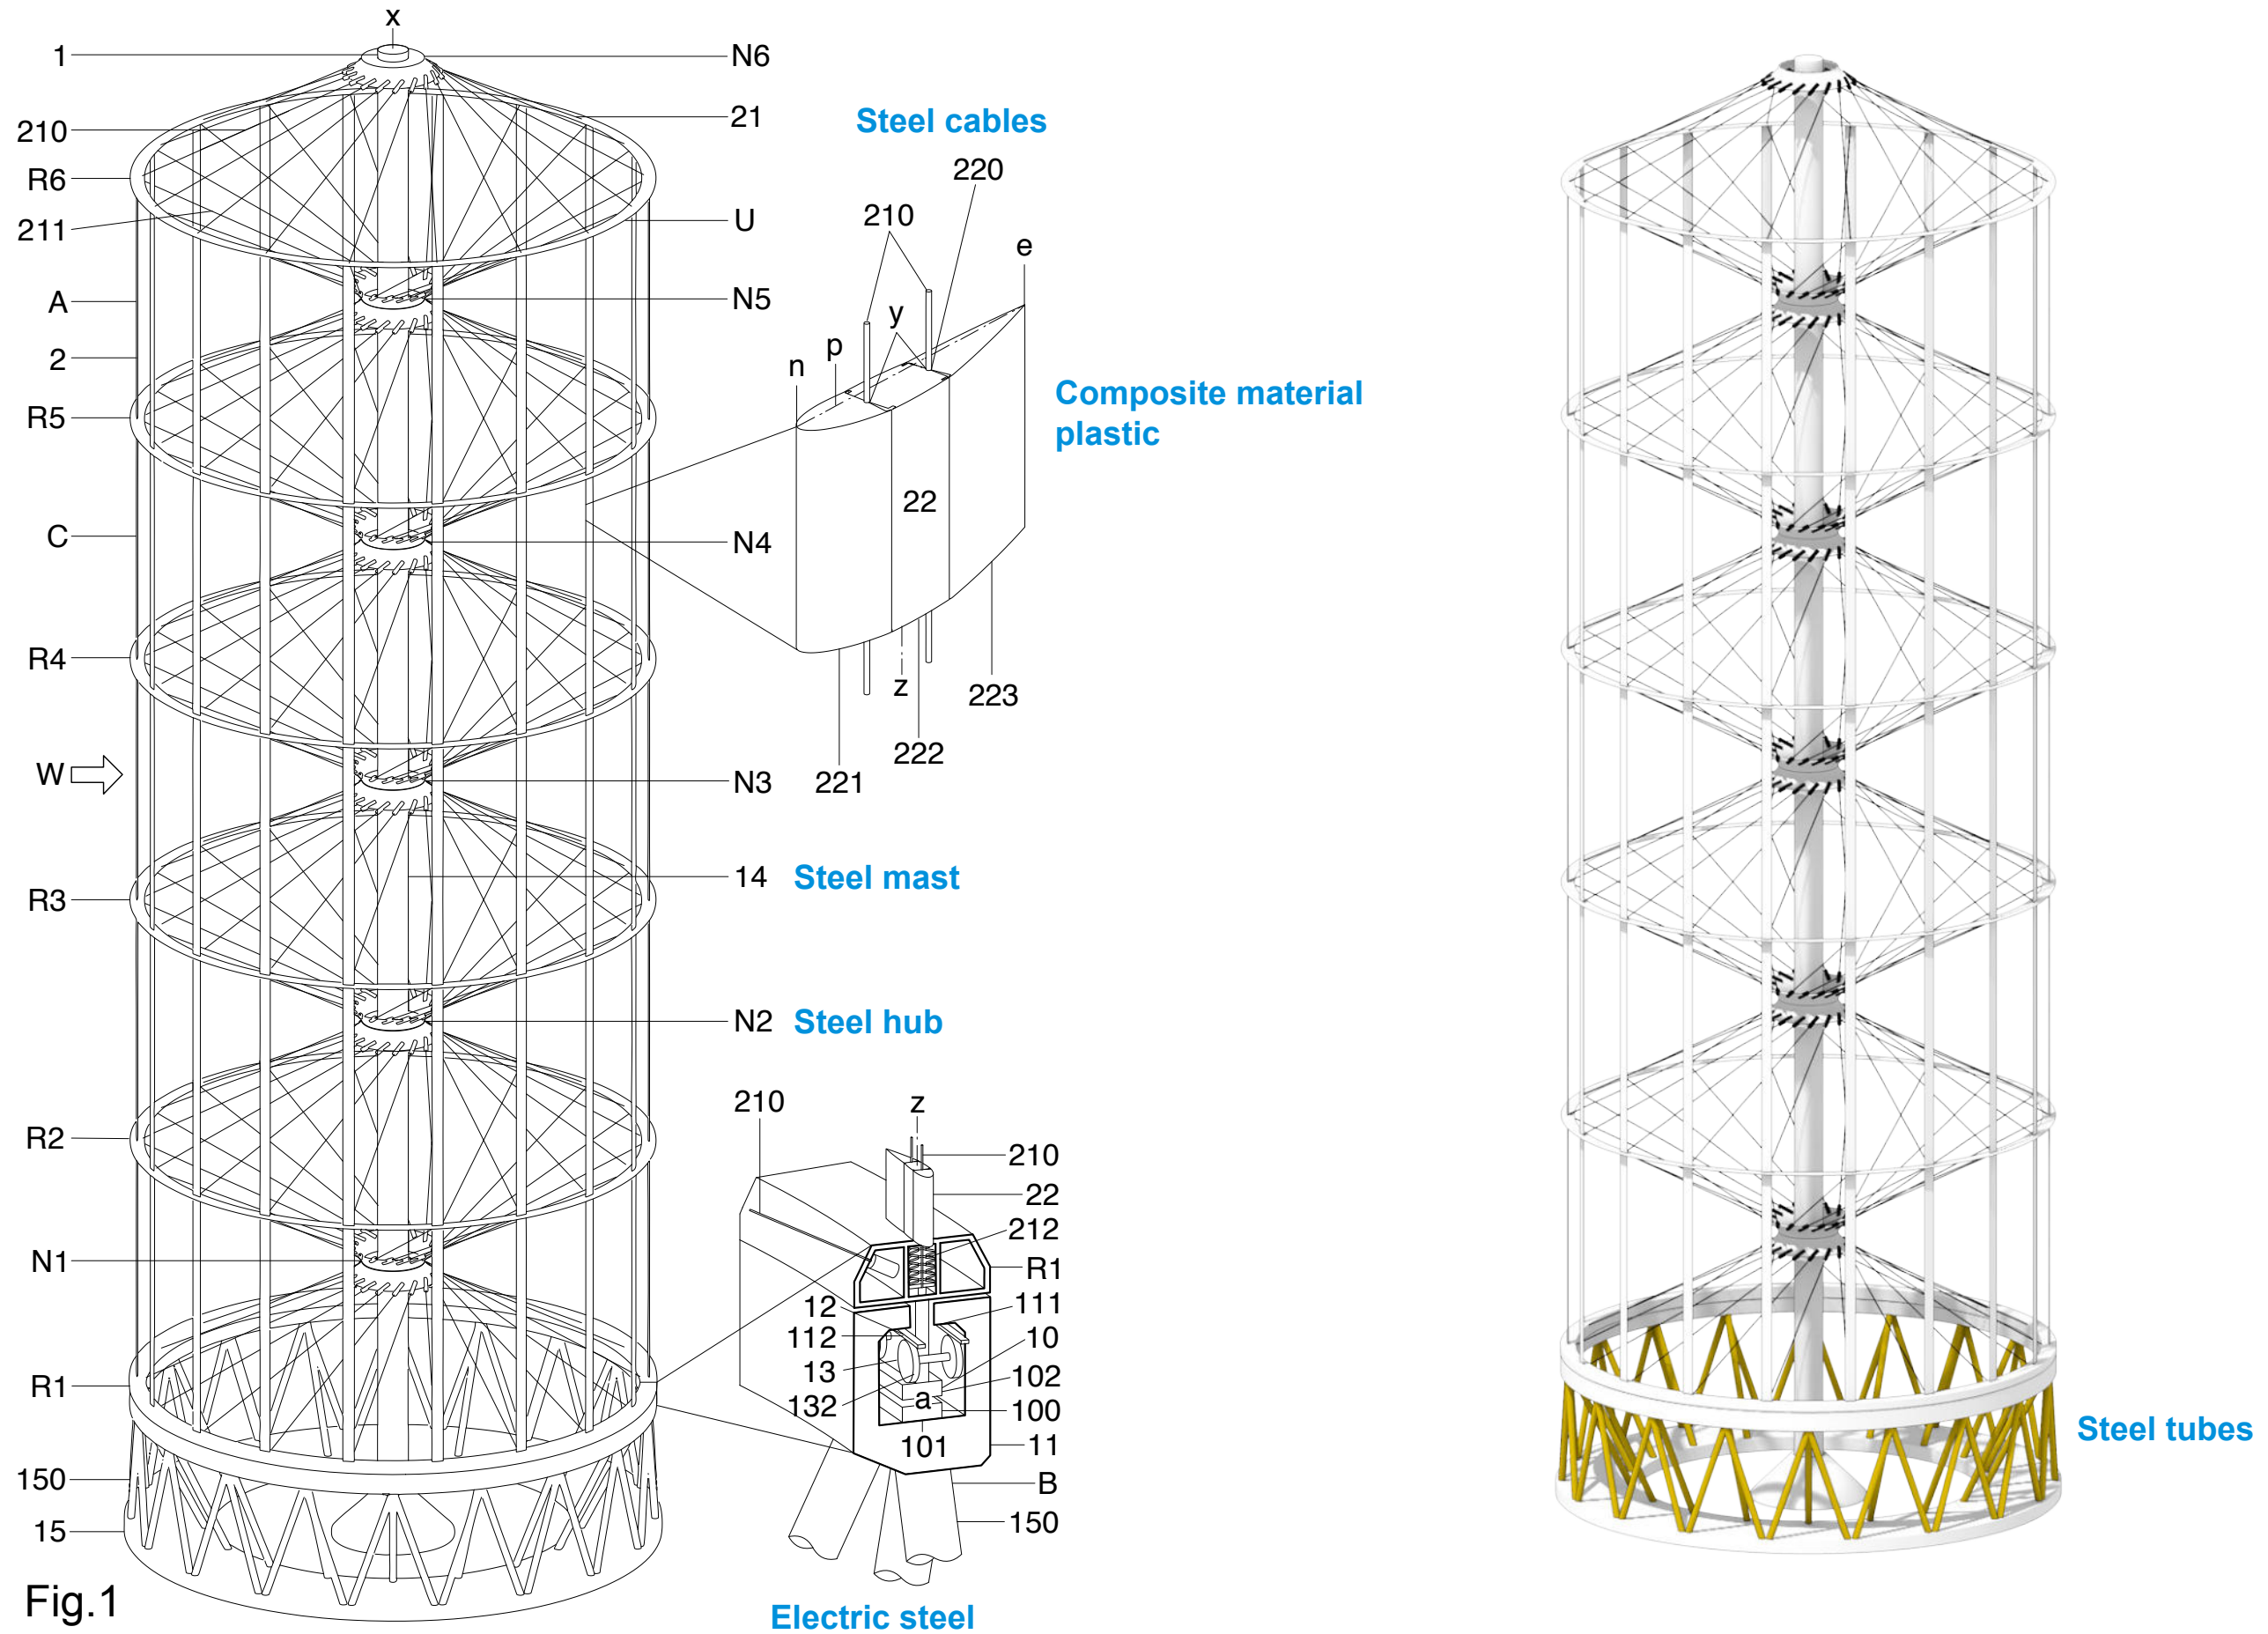 x
1
N6
210
21
R6
211
U
A
N5
2
R5
C
N4
R4
W
N3
R3
14
Steel mast
N2
Steel hub
R2
N1
R1
150
15
Fig.1
Steel cables
220
210
e
y
p
n
Composite material
plastic
22
z
223
222
221
210
z
210
22
212
R1
12
111
112
10
13
102
132
a
100
101
11
B
150
Electric steel
Steel tubes